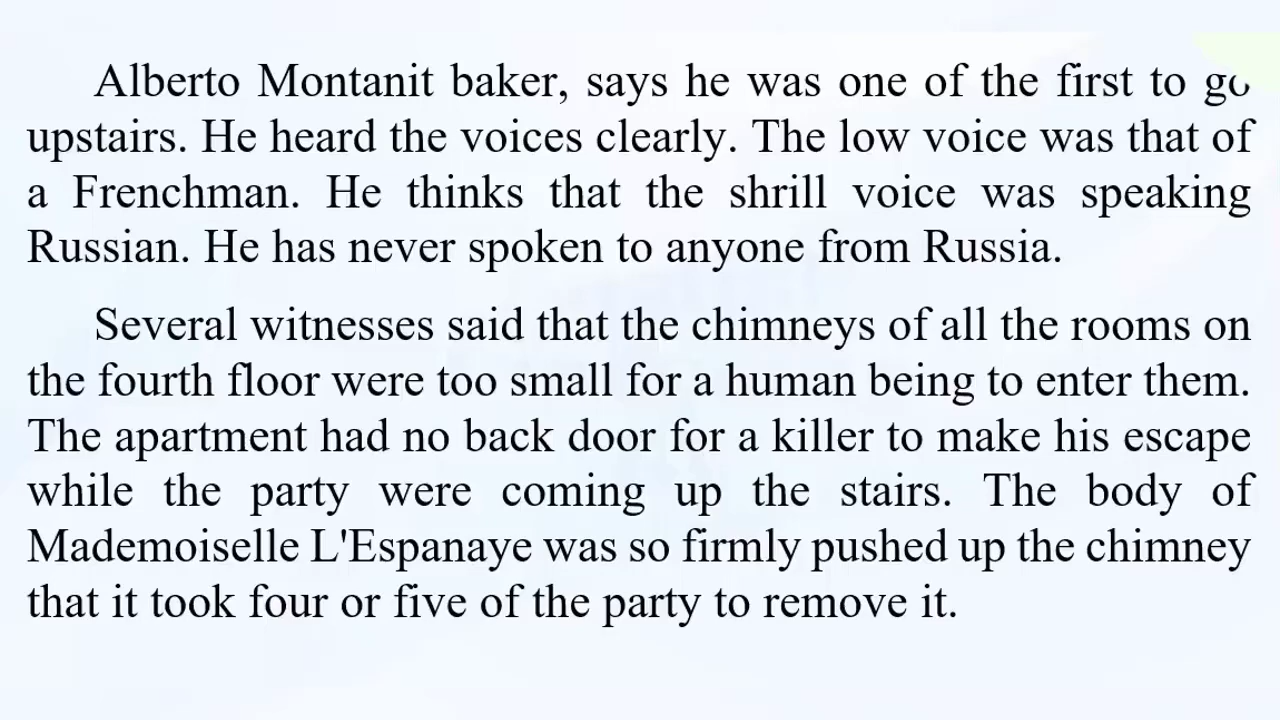 Alberto Montanit baker, says he was one of the first to go
upstairs. He heard the voices clearly. The low voice was that of
a Frenchman. He thinks that the shrill voice was speaking
Russian. He has never spoken to anyone from Russia.
Several witnesses said that the chimneys of all the rooms on
the fourth floor were too small for a human being to enter them.
The apartment had no back door for a killer to make his escape
while the party were coming up the stairs. The body of
Mademoiselle L'Espanaye was so firmly pushed up the chimney
that it took four or five of the party to remove it.